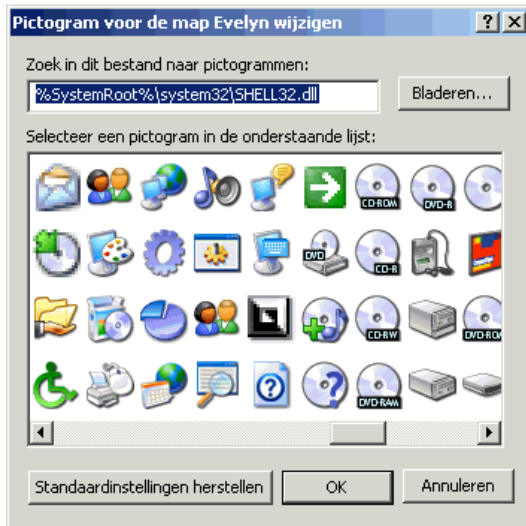 Pictogram voor de map Evelyn wijzigen
Zoek in dit bestand naar pictogrammen:
%SystemRoot%\system32\SHELL32.dll
Bladeren...
Selecteer een pictogram in de onderstaande lijst:
CD-ROM
DVD-R
DVD
CD-R
CD-RW
DVD-ROM
DVD-RAM
Standaardinstellingen herstellen
OK
Annuleren